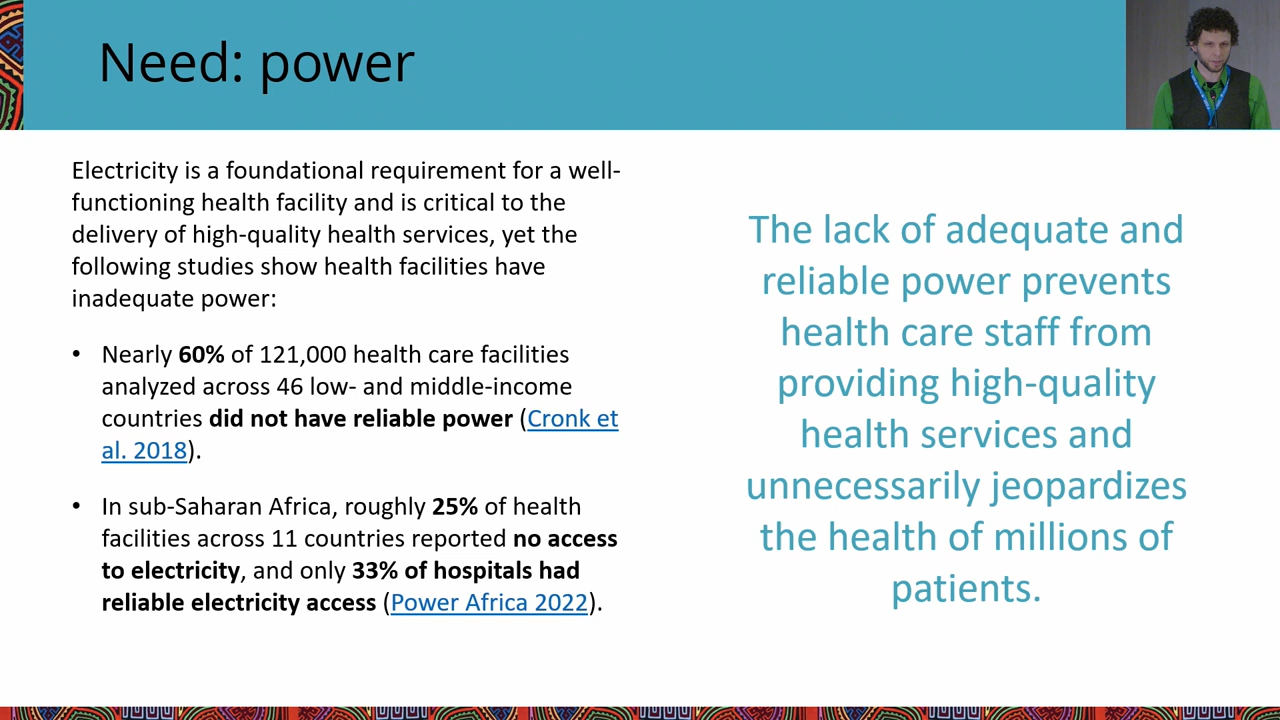 Need: power
Electricity is a foundational requirement for a well-
functioning health facility and is critical to the
delivery of high-quality health services, yet the
following studies show health facilities have
inadequate power:
• Nearly 60% of 121,000 health care facilities
analyzed across 46 low- and middle-income
countries did not have reliable power (Cronk et
al. 2018).
• In sub-Saharan Africa, roughly 25% of health
facilities across 11 countries reported no access
to electricity, and only 33% of hospitals had
reliable electricity access (Power Africa 2022).
The lack of adequate and
reliable power prevents
health care staff from
providing high-quality
health services and
unnecessarily jeopardizes
the health of millions of
patients.